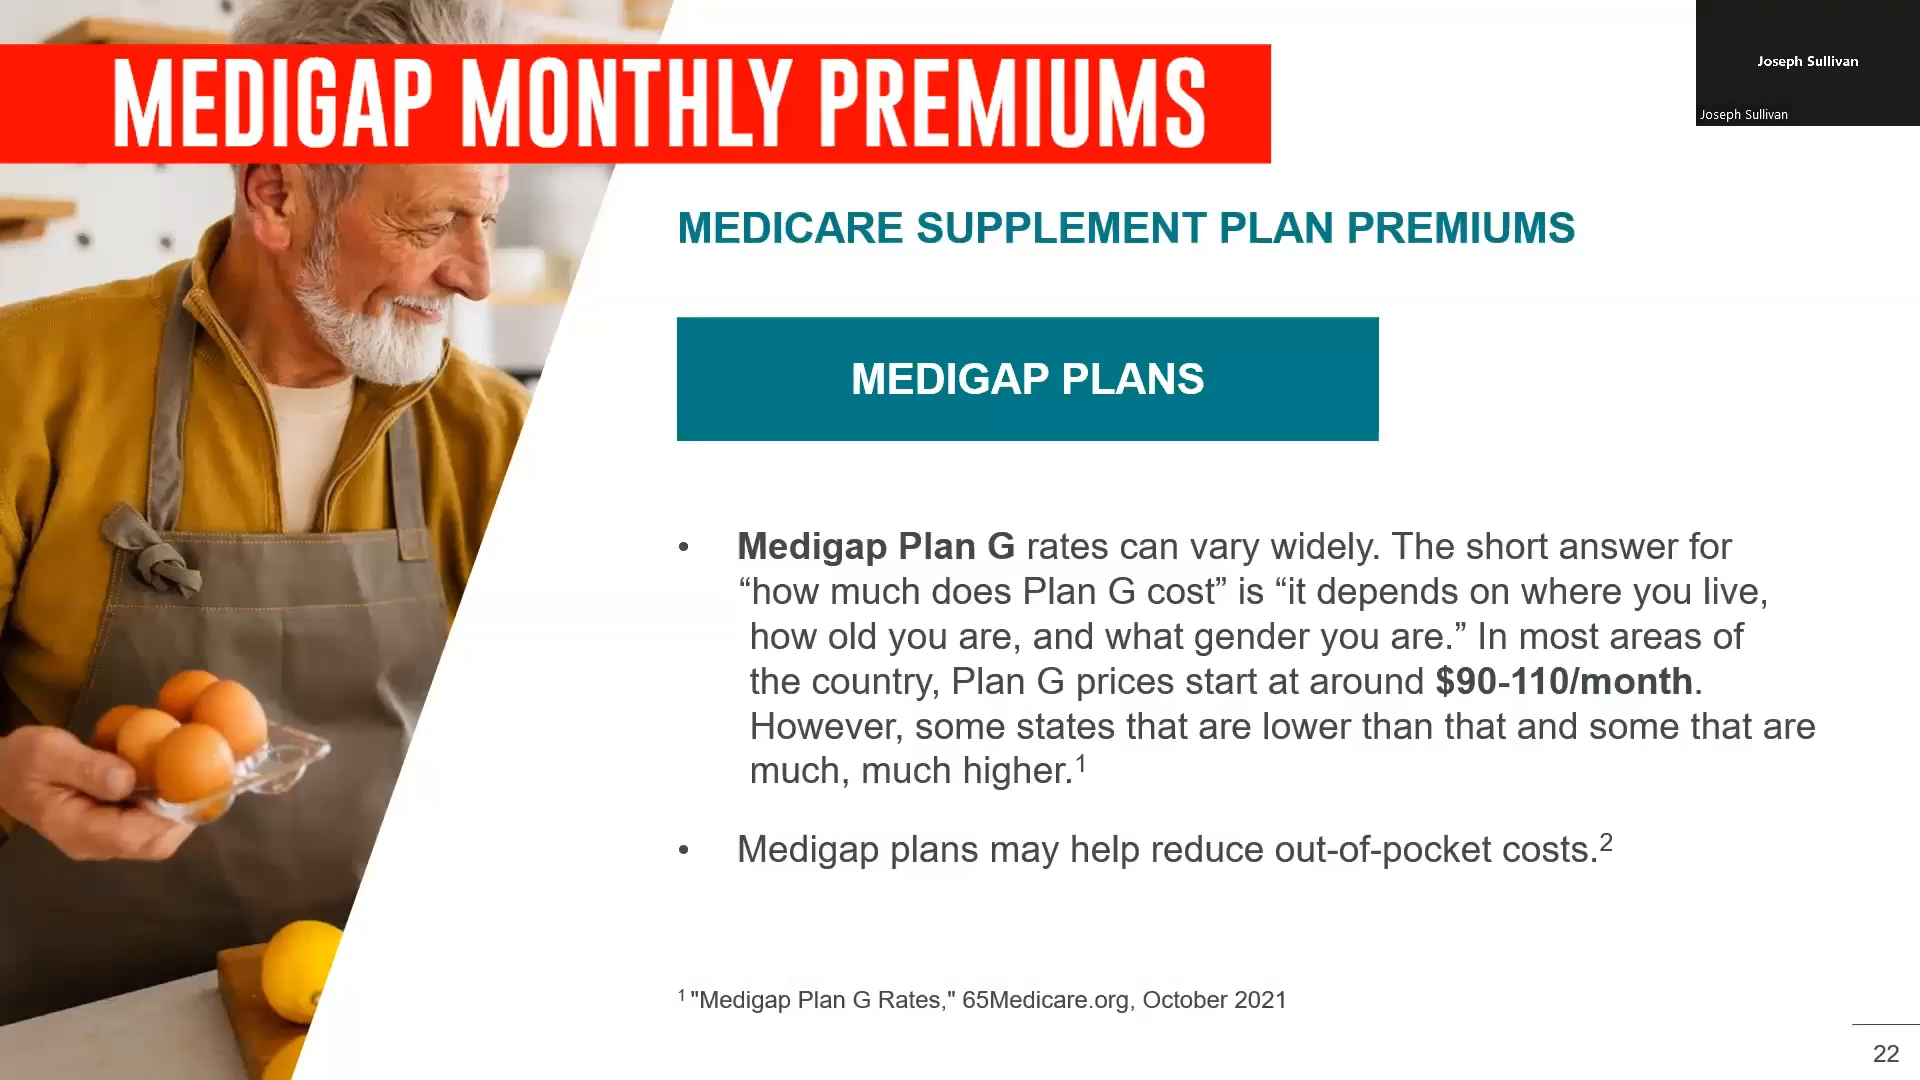 MEDIGAP MONTHLY PREMIUMS
Joseph Sullivan
Joseph Sullivan
MEDICARE SUPPLEMENT PLAN PREMIUMS
MEDIGAP PLANS
• Medigap Plan G rates can vary widely. The short answer for
“how much does Plan G cost” is “it depends on where you live,
how old you are, and what gender you are.” In most areas of
the country, Plan G prices start at around $90-110/month.
However, some states that are lower than that and some that are
much, much higher.1
• Medigap plans may help reduce out-of-pocket costs.2
1 "Medigap Plan G Rates," 65Medicare.org, October 2021
22